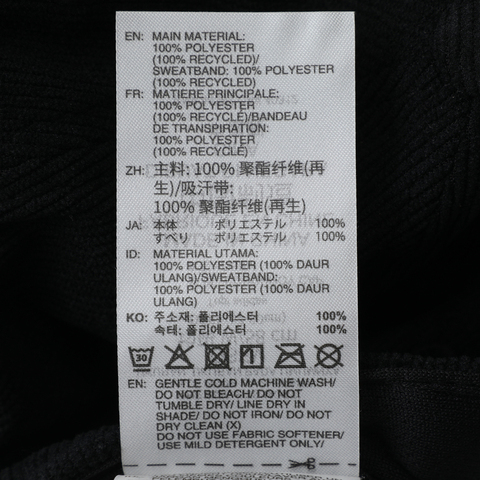 EN: MAIN MATERIAL:
100% POLYESTER
(100% RECYCLED)/
SWEATBAND: 100% POLYESTER
(100% RECYCLED)
FR: MATIERE PRINCIPALE:
100% POLYESTER
(100% RECYCLÉ)/BANDEAU
DE TRANSPIRATION:
100% POLYESTER
(100% RECYCLÉ)
ZH: 主料: 100% 聚酯纤维(再
生)/吸汗带:
100% 聚酯纤维(再生)
JA: 本体 ポリエステル 100%
すべり ポリエステル 100%
ID: MATERIAL UTAMA:
100% POLYESTER (100% DAUR
ULANG)/SWEATBAND:
100% POLYESTER (100% DAUR
ULANG)
KO: 주소재: 폴리에스터 100%
속테: 폴리에스터 100%
30
EN: GENTLE COLD MACHINE WASH/
DO NOT BLEACH/ DO NOT
TUMBLE DRY/ LINE DRY IN
SHADE/ DO NOT IRON/ DO NOT
DRY CLEAN (X)
DO NOT USE FABRIC SOFTENER/
USE MILD DETERGENT ONLY/